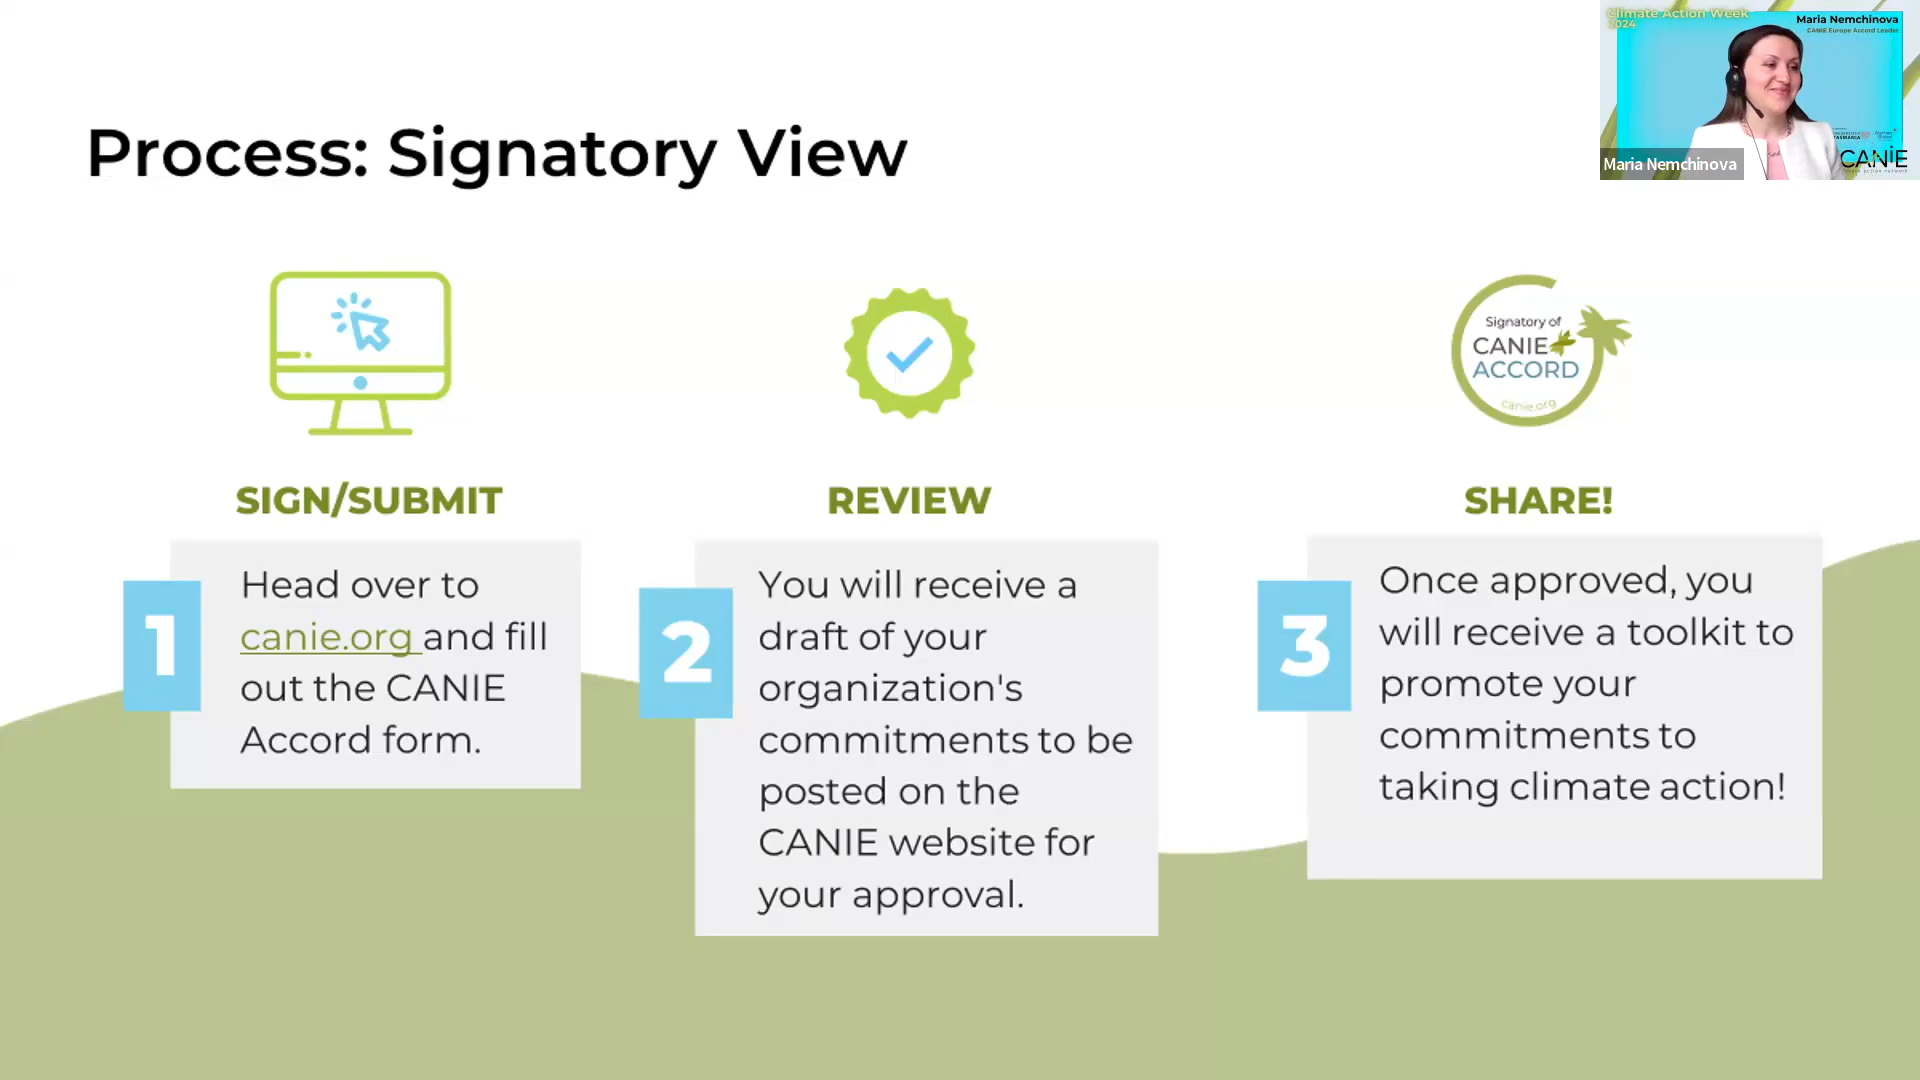 Climate Action Week
2024
Maria Nemchinova
CANIE Europe Accord Leader
CANIE
climate action network
Maria Nemchinova
Process: Signatory View
Signatory of
CANIE
ACCORD
canie.org
SIGN/SUBMIT
1
Head over to
canie.org and fill
out the CANIE
Accord form.
REVIEW
2
You will receive a
draft of your
organization's
commitments to be
posted on the
CANIE website for
your approval.
SHARE!
3
Once approved, you
will receive a toolkit to
promote your
commitments to
taking climate action!